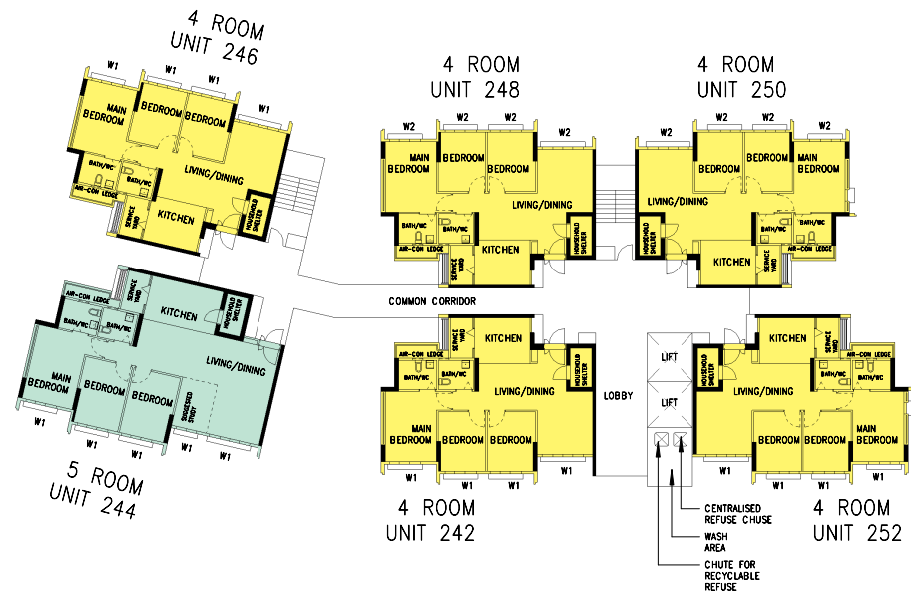 4 ROOM
UNIT 246
W1
W1
W1
W1
MAIN
BEDROOM
BEDROOM
BEDROOM
BATH/WC
BATH/WC
LIVING/DINING
AIR-CON LEDGE
SERVICE
YARD
KITCHEN
HOUSEHOLD
SHELTER
4 ROOM
UNIT 248
W2
W2
W2
W2
MAIN
BEDROOM
BEDROOM
BEDROOM
LIVING/DINING
BATH/WC
BATH/WC
AIR-CON LEDGE
SERVICE
YARD
KITCHEN
HOUSEHOLD
SHELTER
4 ROOM
UNIT 250
W2
W2
W2
W2
BEDROOM
BEDROOM
MAIN
BEDROOM
LIVING/DINING
BATH/WC
BATH/WC
AIR-CON LEDGE
HOUSEHOLD
SHELTER
KITCHEN
SERVICE
YARD
COMMON CORRIDOR
AIR-CON LEDGE
SERVICE
YARD
KITCHEN
HOUSEHOLD
SHELTER
BATH/WC
BATH/WC
LIVING/DINING
MAIN
BEDROOM
BEDROOM
BEDROOM
SUGGESTED
STUDY
W1
W1
W1
W1
W1
5 ROOM
UNIT 244
SERVICE
YARD
KITCHEN
AIR-CON LEDGE
BATH/WC
BATH/WC
HOUSEHOLD
SHELTER
LIVING/DINING
MAIN
BEDROOM
BEDROOM
BEDROOM
W1
W1
W1
W1
4 ROOM
UNIT 242
LOBBY
LIFT
LIFT
HOUSEHOLD
SHELTER
KITCHEN
SERVICE
YARD
AIR-CON LEDGE
BATH/WC
BATH/WC
LIVING/DINING
BEDROOM
BEDROOM
MAIN
BEDROOM
W1
W1
W1
W1
4 ROOM
UNIT 252
CENTRALISED
REFUSE CHUSE
WASH
AREA
CHUTE FOR
RECYCLABLE
REFUSE